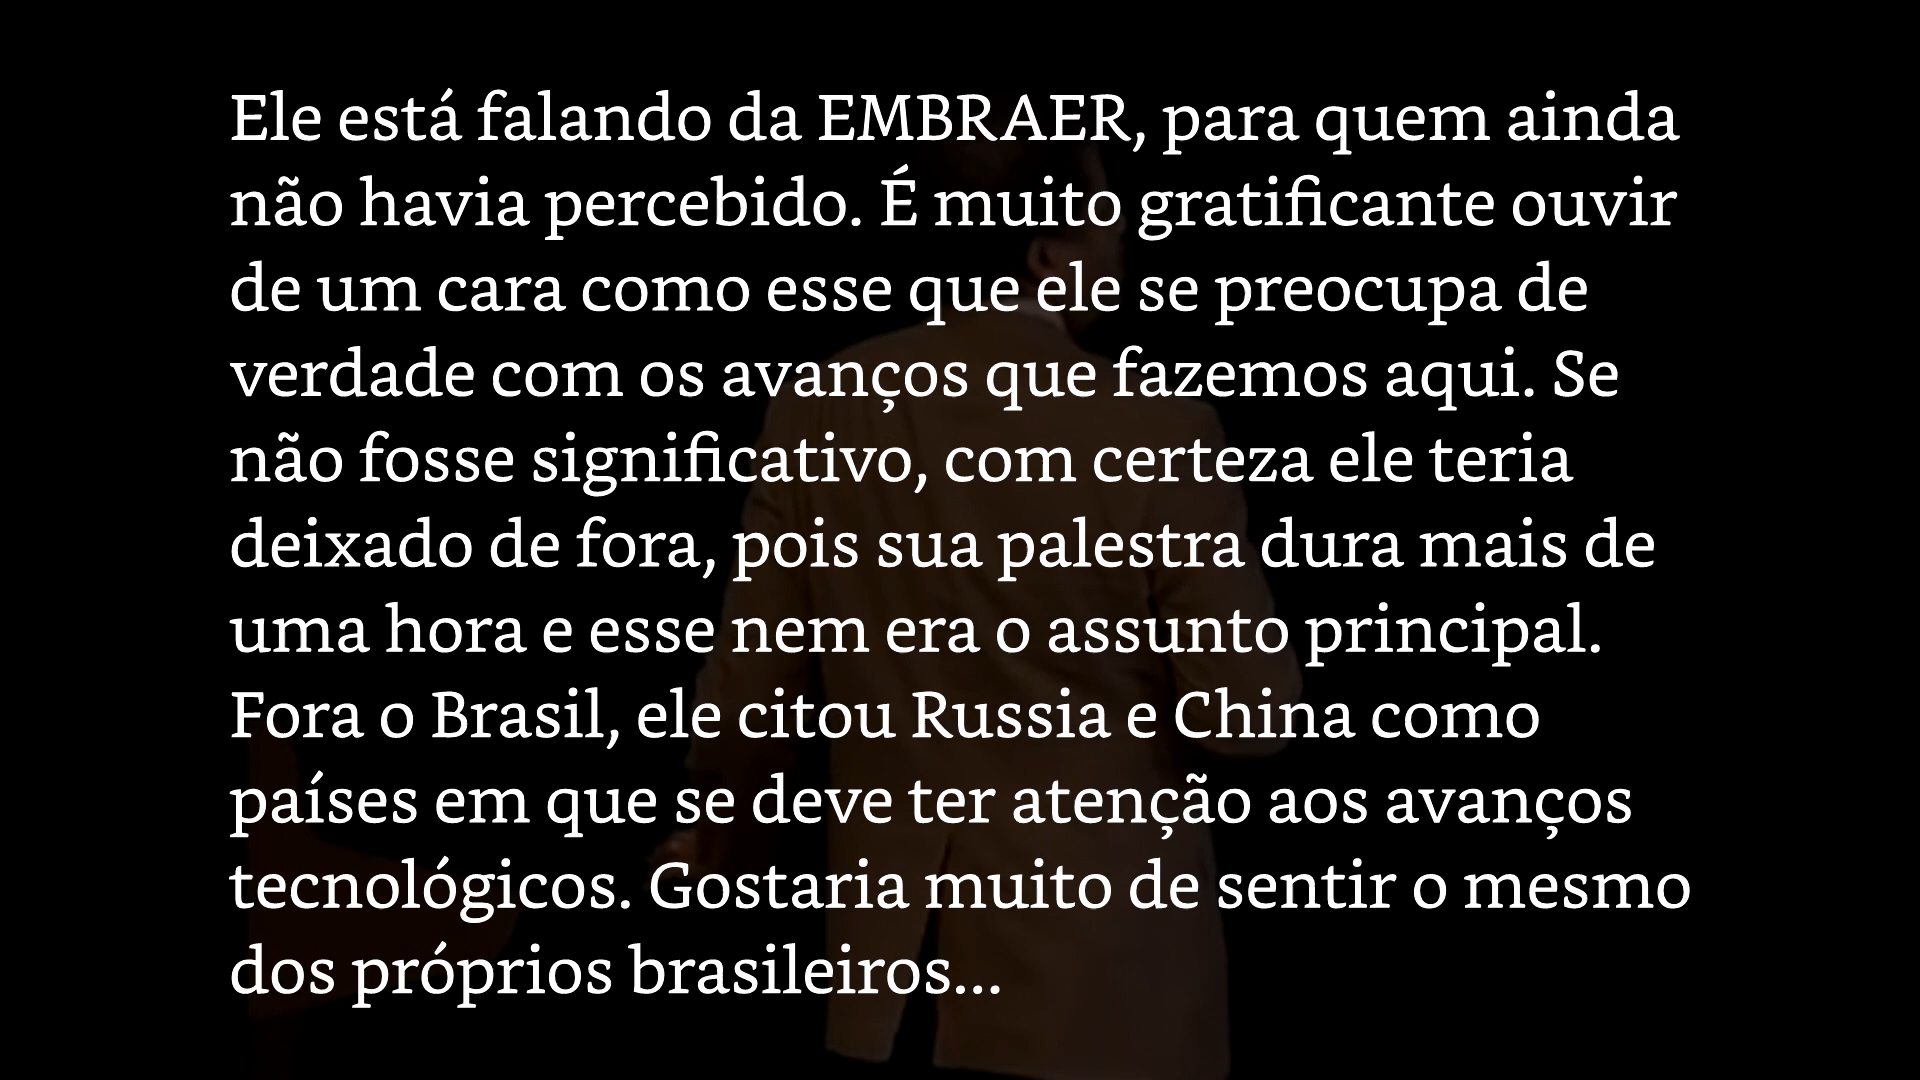 Ele está falando da EMBRAER, para quem ainda
não havia percebido. É muito gratificante ouvir
de um cara como esse que ele se preocupa de
verdade com os avanços que fazemos aqui. Se
não fosse significativo, com certeza ele teria
deixado de fora, pois sua palestra dura mais de
uma hora e esse nem era o assunto principal.
Fora o Brasil, ele citou Russia e China como
países em que se deve ter atenção aos avanços
tecnológicos. Gostaria muito de sentir o mesmo
dos próprios brasileiros...